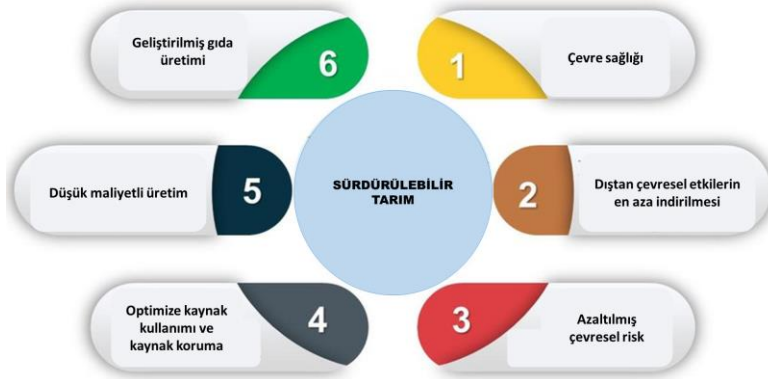 SÜRDÜRÜLEBİLİR
TARIM
1
Çevre sağlığı
2
Dıştan çevresel etkilerin
en aza indirilmesi
3
Azaltılmış
çevresel risk
4
Optimize kaynak
kullanımı ve
kaynak koruma
5
Düşük maliyetli üretim
6
Geliştirilmiş gıda
üretimi